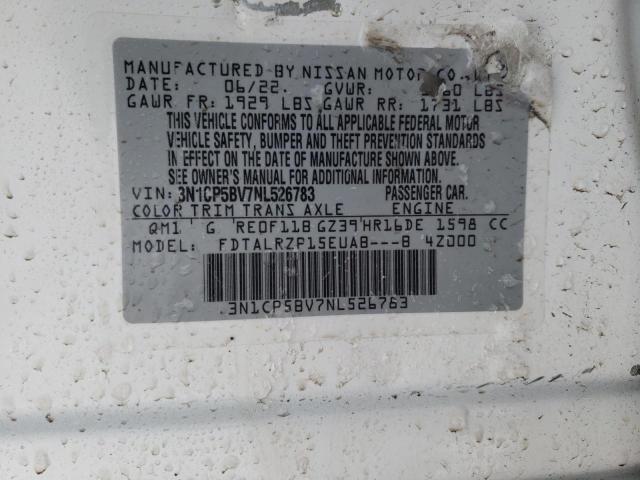 MANUFACTURED BY NISSAN MOTOR CO.
DATE: 06/22. GVWR: 60 LBS
GAWR FR: 1929 LBS GAWR RR: 1731 LBS
THIS VEHICLE CONFORMS TO ALL APPLICABLE FEDERAL MOTOR
VEHICLE SAFETY, BUMPER AND THEFT PREVENTION STANDARDS
IN EFFECT ON THE DATE OF MANUFACTURE SHOWN ABOVE.
SEE OWNER'S MANUAL FOR ADDITIONAL INFORMATION.
VIN: 3N1CP5BV7NL526783 PASSENGER CAR.
COLOR TRIM TRANS AXLE ENGINE
QM1 G RE0F11B GZ39 HR16DE 1598 CC
MODEL: FDTALRZP15EUAB---B 4Z000
3N1CP5BV7NL526783